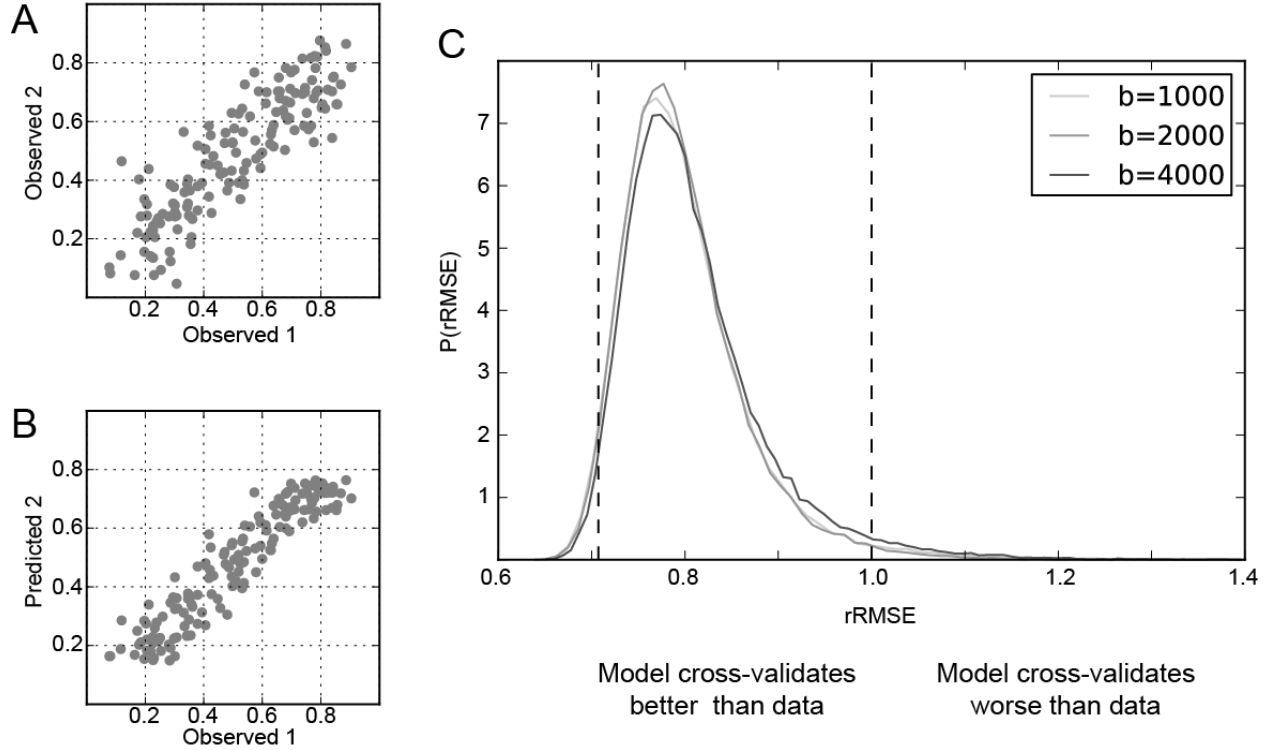 A
0.8
0.6
0.4
0.2
Observed 2
0.2 0.4 0.6 0.8
Observed 1
B
0.8
0.6
0.4
0.2
Predicted 2
0.2 0.4 0.6 0.8
Observed 1
C
b=1000
b=2000
b=4000
7
6
5
4
3
2
1
P(rRMSE)
0.6 0.8 1.0 1.2 1.4
rRMSE
Model cross-validates
better than data
Model cross-validates
worse than data